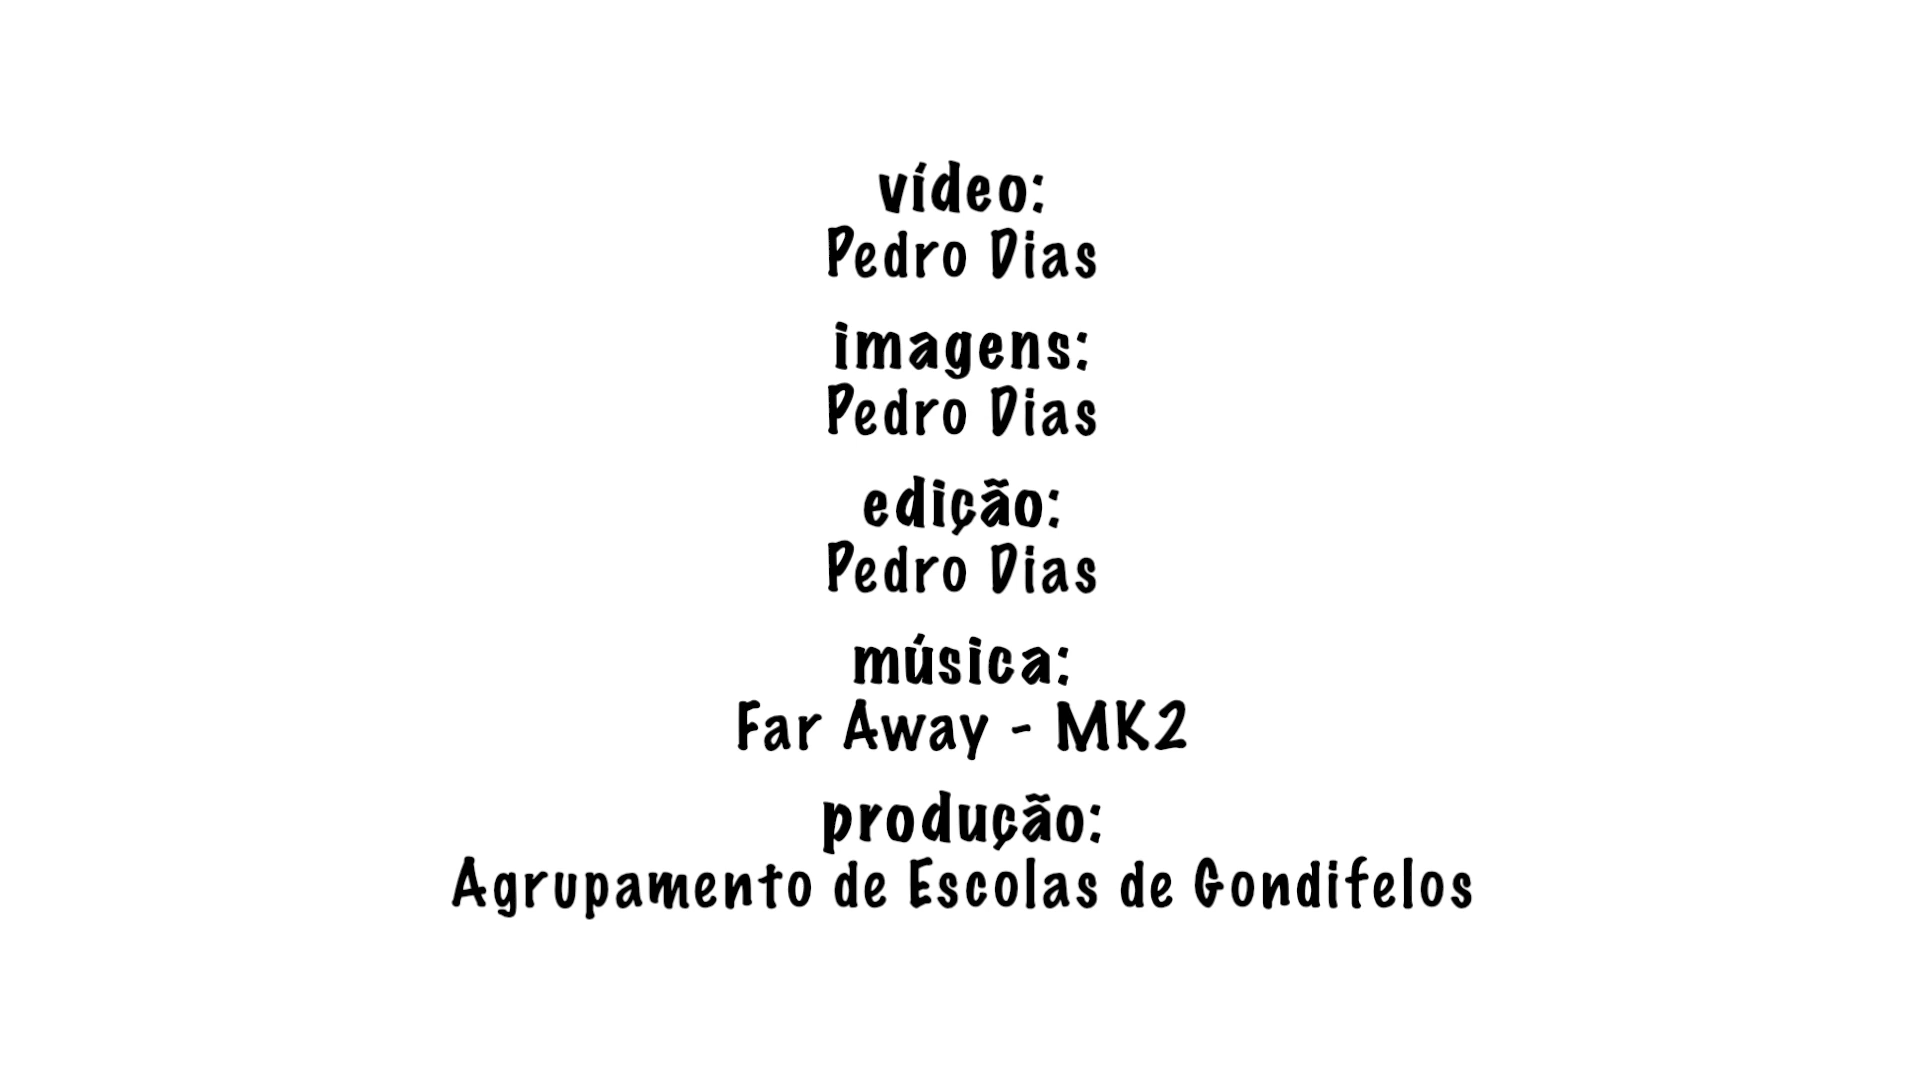 vídeo:
Pedro Dias
imagens:
Pedro Dias
edição:
Pedro Dias
música:
Far Away - MK2
produção:
Agrupamento de Escolas de Gondifelos